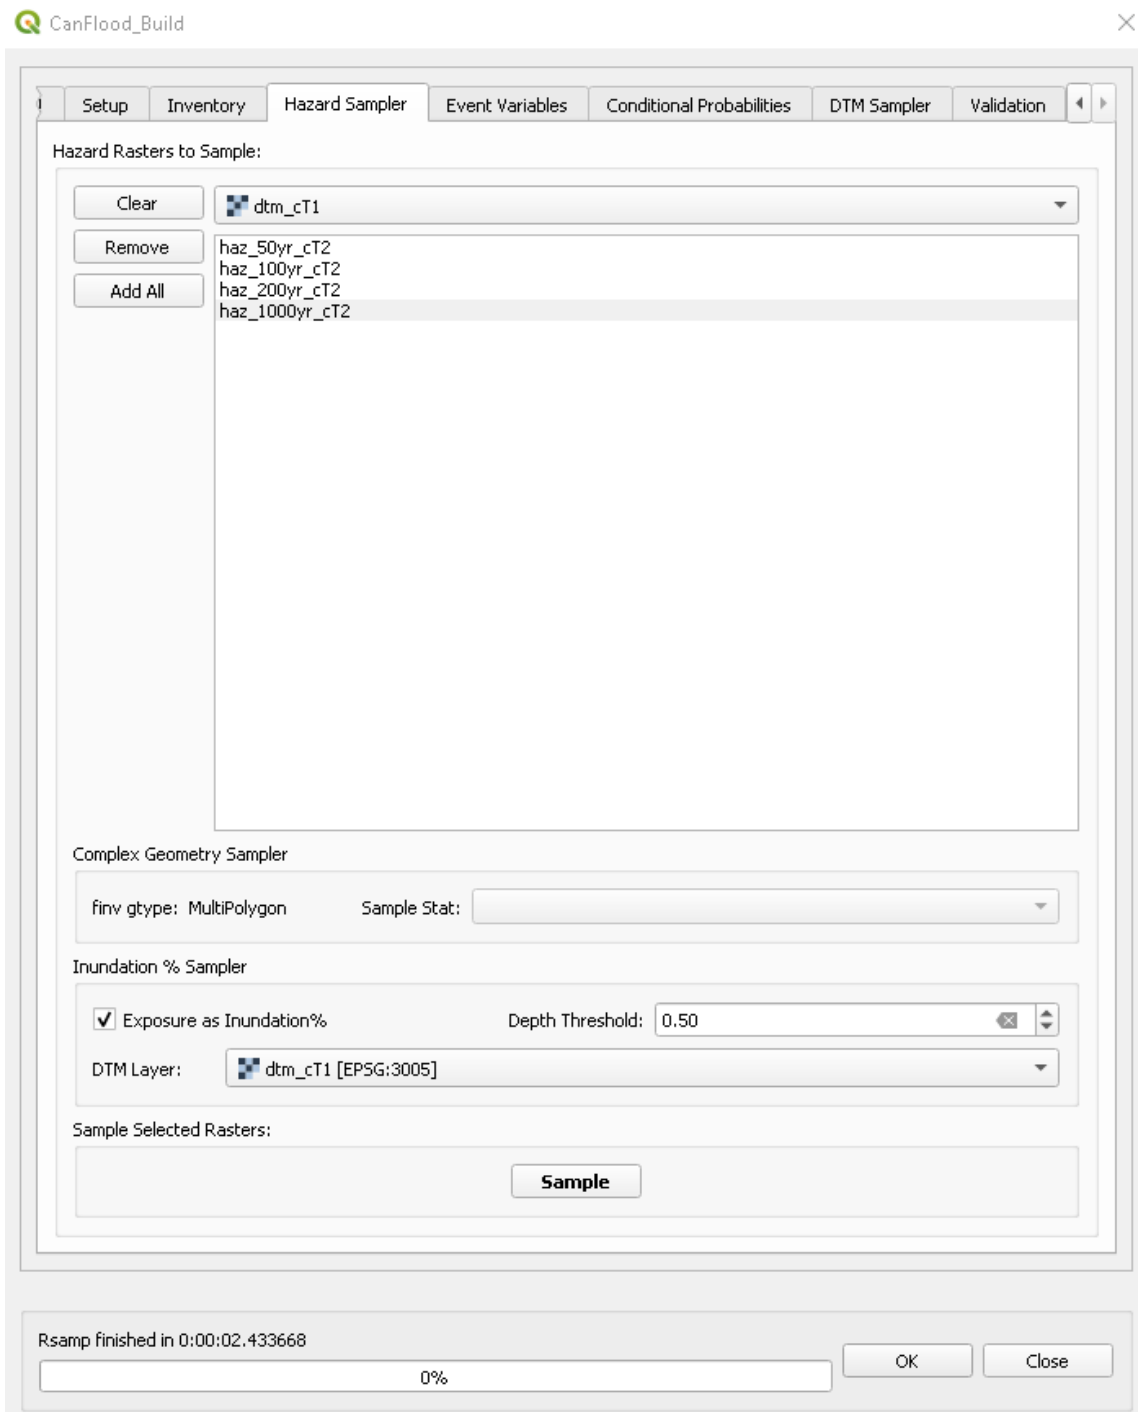 CanFlood_Build
Setup Inventory Hazard Sampler Event Variables Conditional Probabilities DTM Sampler Validation
Hazard Rasters to Sample:
Clear dtm_cT1
Remove haz_50yr_cT2
haz_100yr_cT2
Add All haz_200yr_cT2
haz_1000yr_cT2
Complex Geometry Sampler
finv gtype: MultiPolygon Sample Stat:
Inundation % Sampler
Exposure as Inundation% Depth Threshold: 0.50
DTM Layer: dtm_cT1 [EPSG:3005]
Sample Selected Rasters:
Sample
Rsamp finished in 0:00:02.433668
0% OK Close